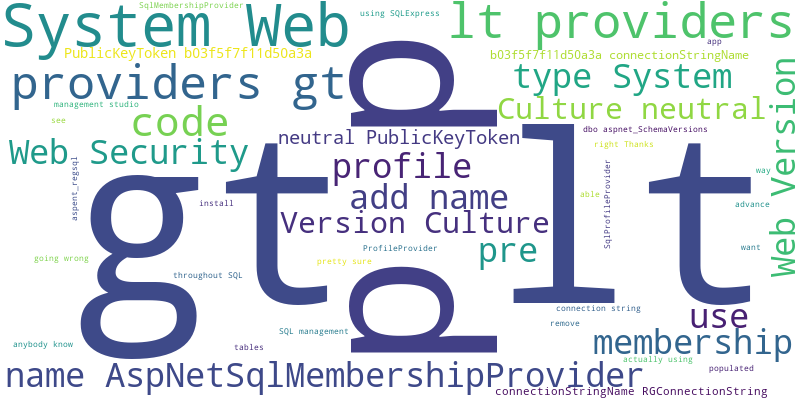 SqlMembershipProvider
using SQLExpress
System Web
lt providers
app
PublicKeyToken b03f5f7f11d50a3a
p
b03f5f7f11d50a3a connectionStringName
providers gt
type System
management studio
code
Culture neutral
see
gt
lt
neutral PublicKeyToken
dbo aspnet_SchemaVersions
Web Security
right Thanks
Web Version
profile
way
aspent_regsql
add name
SqlProfileProvider
able
install
advance
Version Culture
pre
ProfileProvider
want
going wrong
pretty sure
throughout SQL
p
connection string
use
remove
SQL management
anybody know
tables
membership
actually using
populated
name AspNetSqlMembershipProvider
connectionStringName RGConnectionString